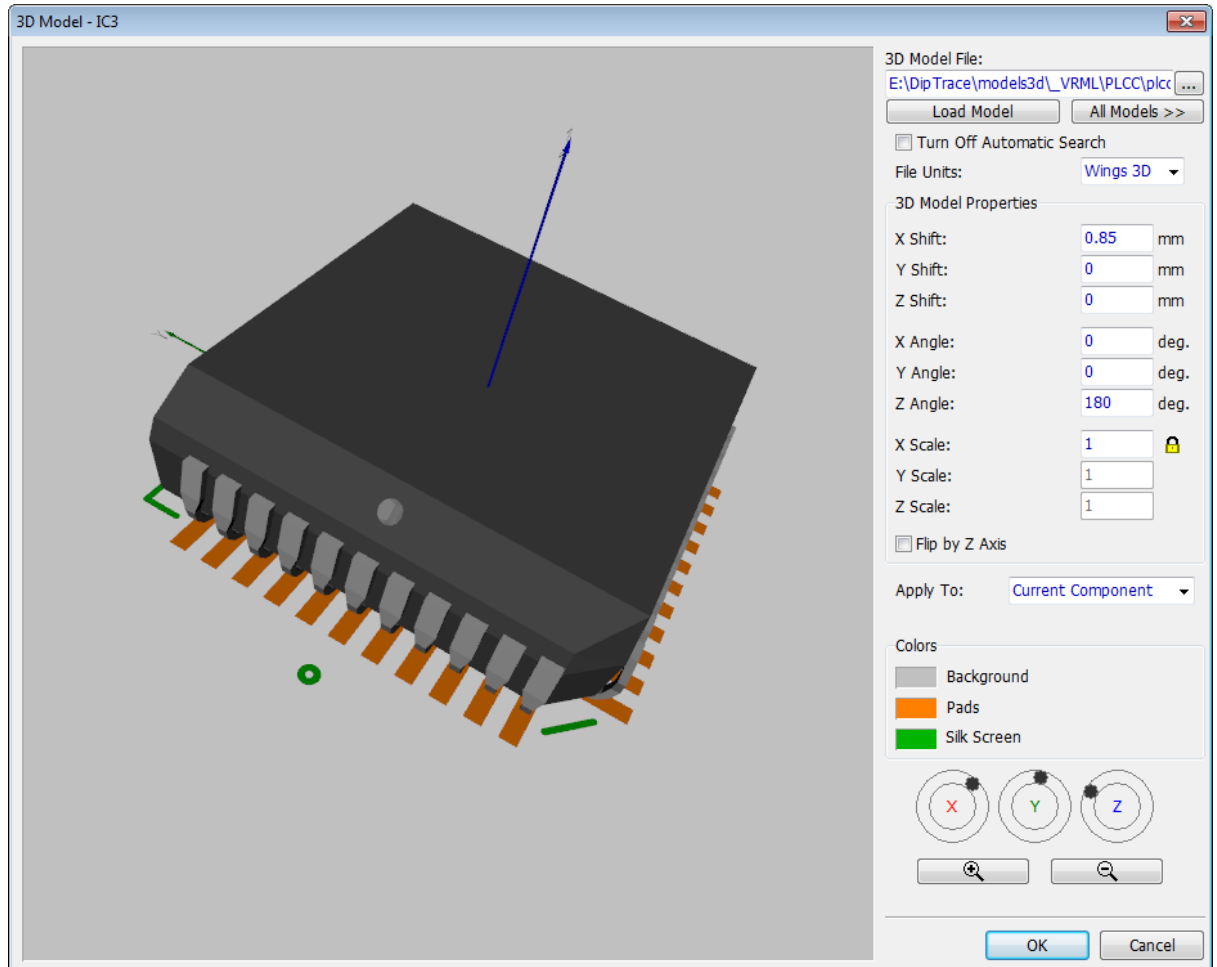 3D Model - IC3
3D Model File:
E:\DipTrace\models3d\_VRML\PLCC\plcc ...
Load Model All Models >>
Turn Off Automatic Search
File Units: Wings 3D
3D Model Properties
X Shift: 0.85 mm
Y Shift: 0 mm
Z Shift: 0 mm
X Angle: 0 deg.
Y Angle: 0 deg.
Z Angle: 180 deg.
X Scale: 1
Y Scale: 1
Z Scale: 1
Flip by Z Axis
Apply To: Current Component
Colors
Background
Pads
Silk Screen
X Y Z
OK Cancel